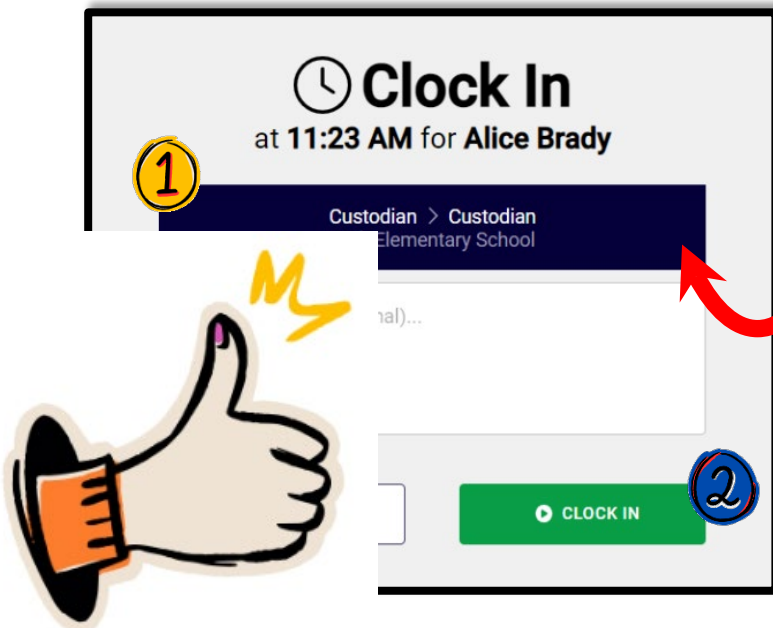 Clock In
at 11:23 AM for Alice Brady
1
Custodian > Custodian
Elementary School
2
CLOCK IN